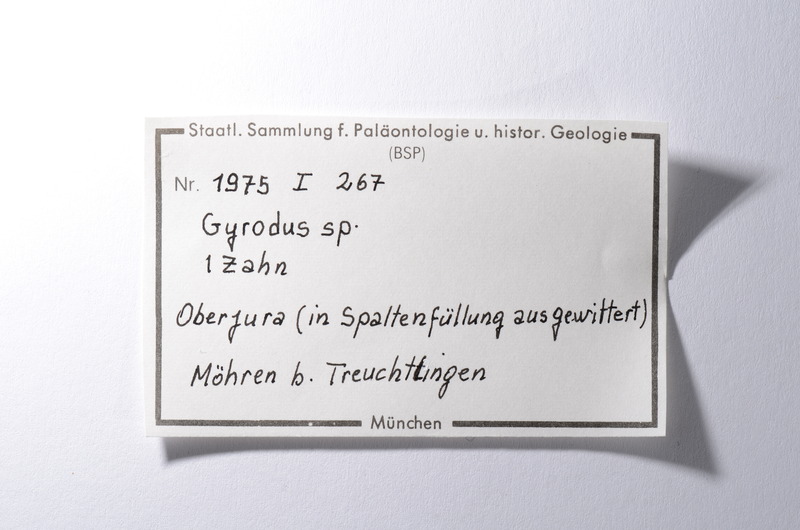 Staatl. Sammlung f. Paläontologie u. histor. Geologie
(BSP)
Nr. 1975 I 267
Gyrodus sp.
1 Zahn
Oberjura (in Spaltenfüllung ausgewittert)
Möhren b. Treuchtlingen
München